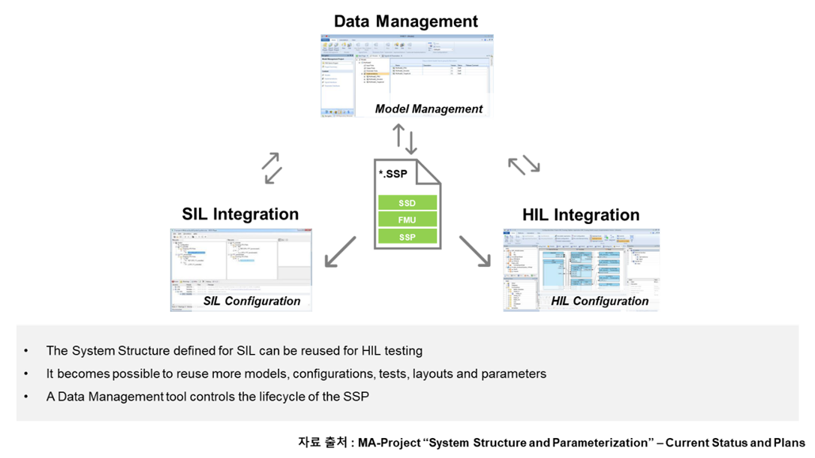 Data Management
Model Management
*.SSP
SSD
FMU
SSP
SIL Integration
SIL Configuration
HIL Integration
HIL Configuration
• The System Structure defined for SIL can be reused for HIL testing
• It becomes possible to reuse more models, configurations, tests, layouts and parameters
• A Data Management tool controls the lifecycle of the SSP
자료 출처 : MA-Project “System Structure and Parameterization” – Current Status and Plans